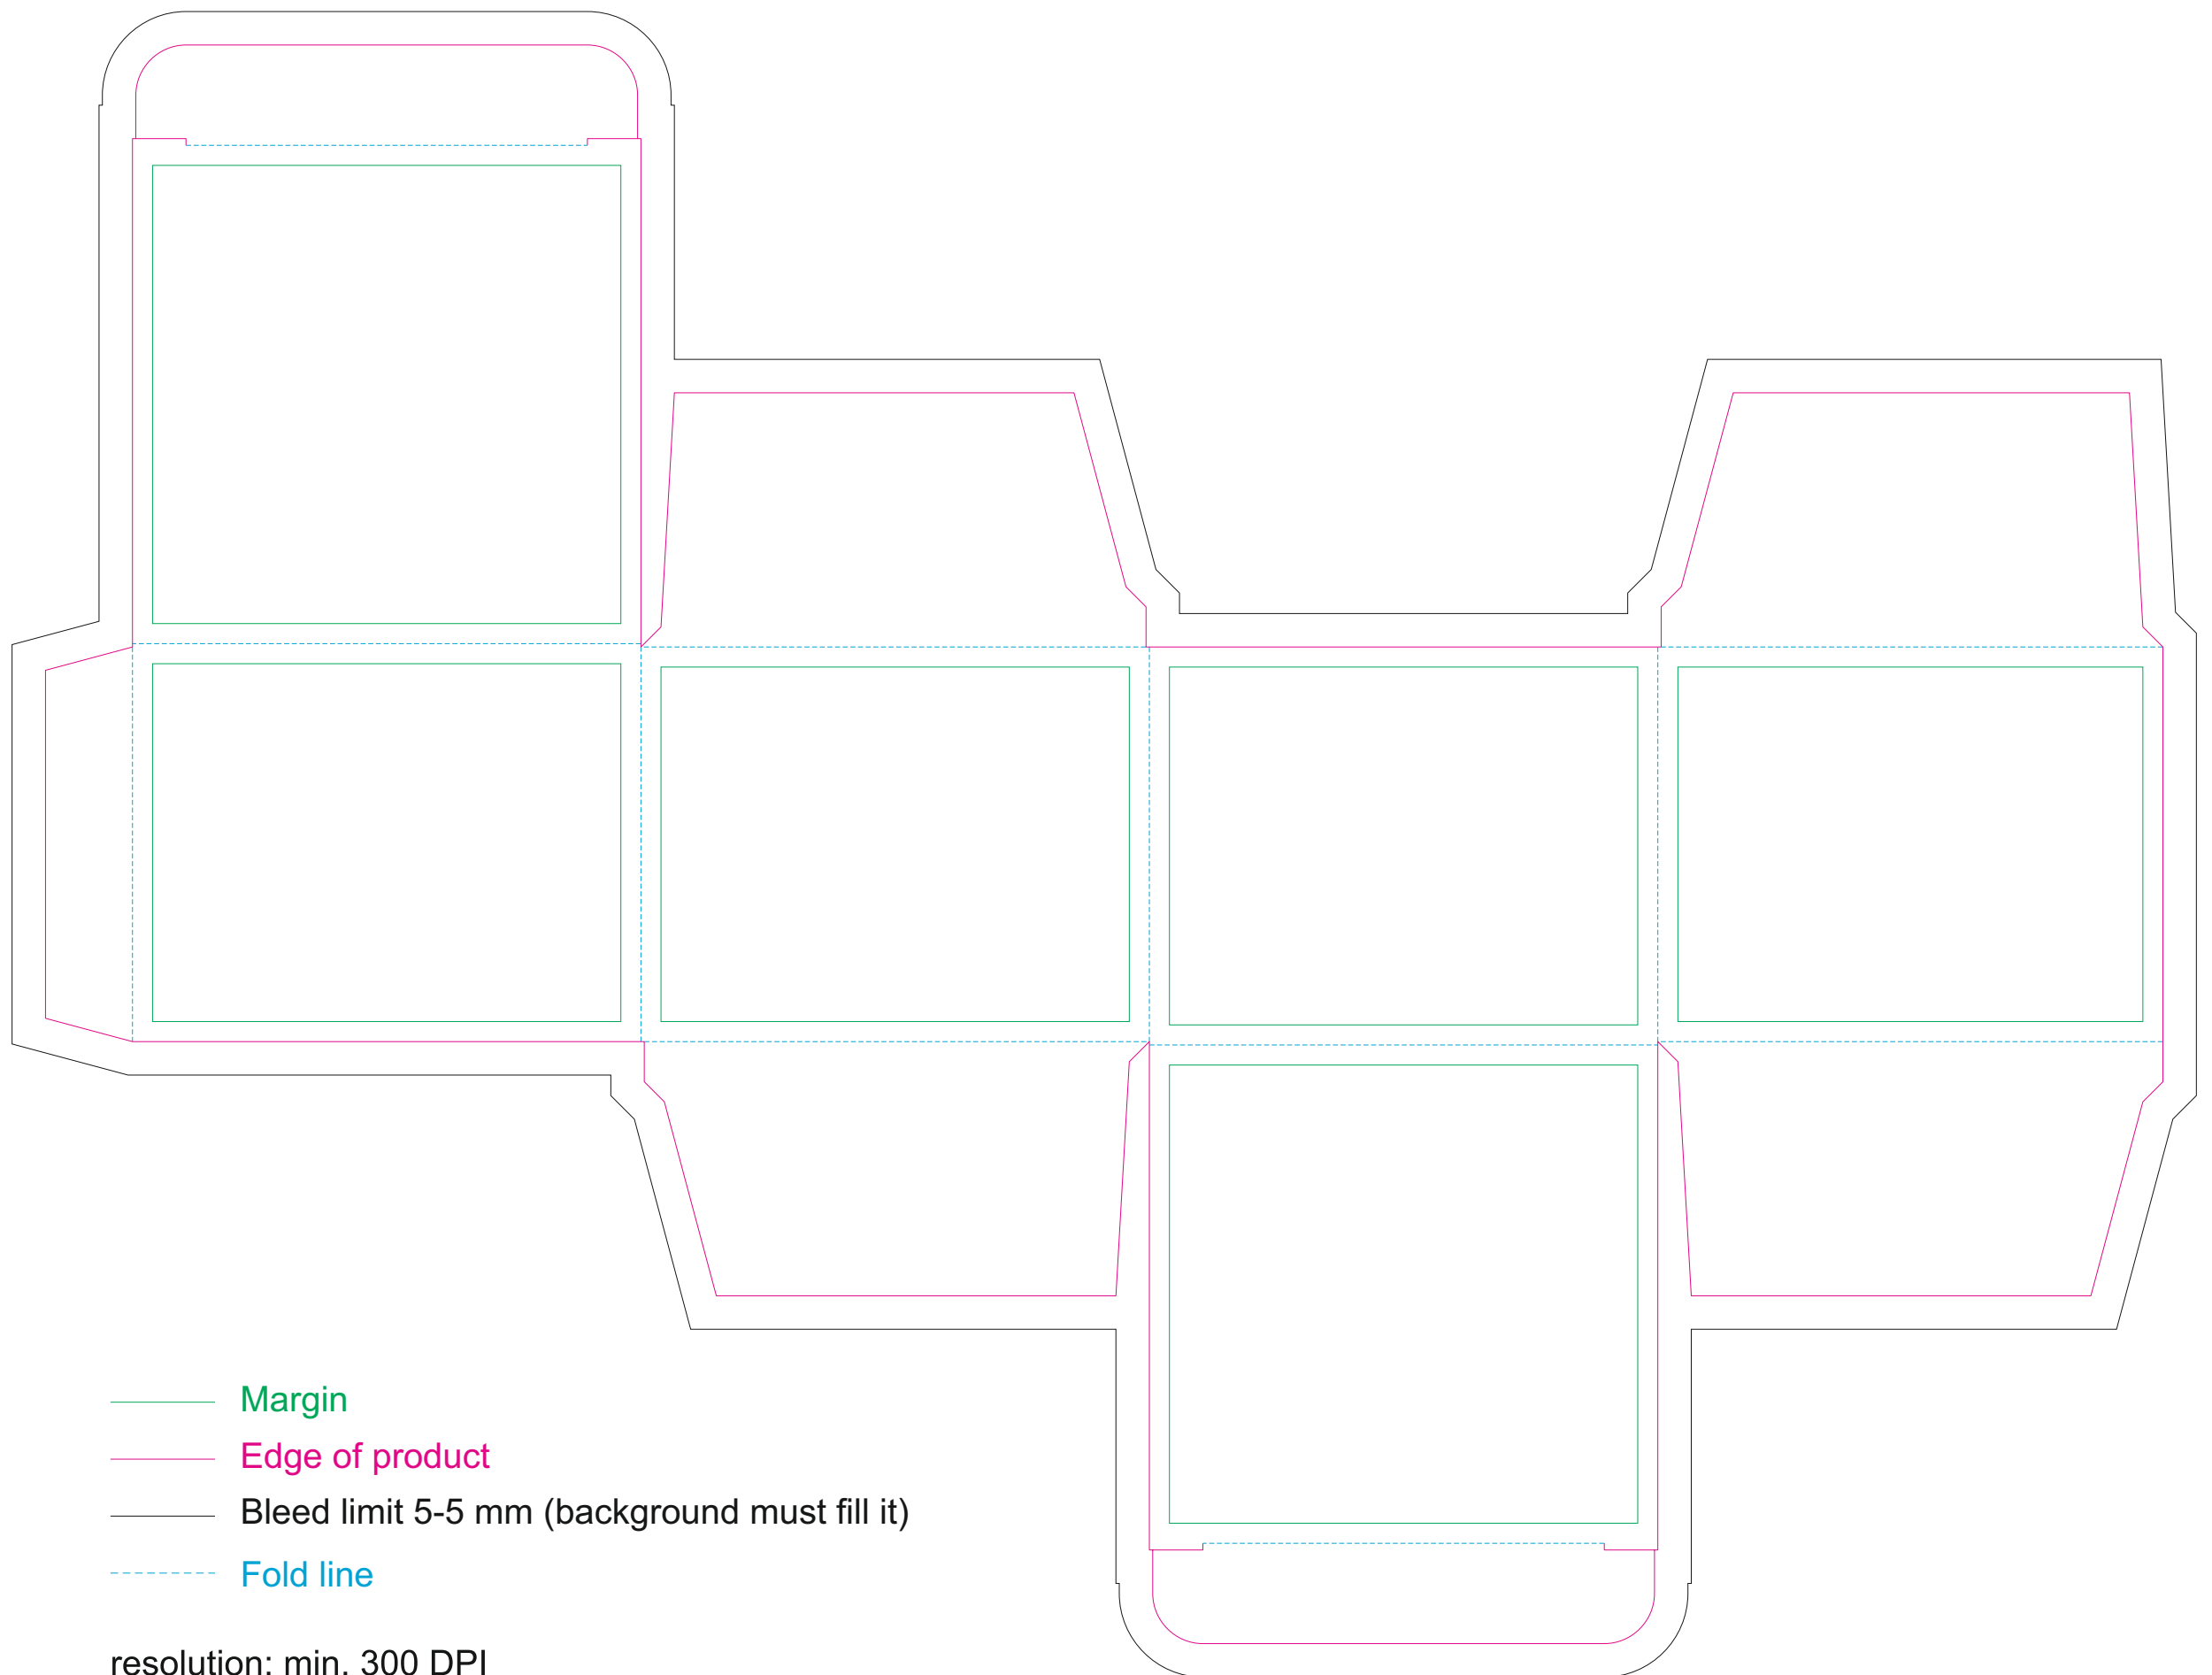 Margin
Edge of product
Bleed limit 5-5 mm (background must fill it)
Fold line
resolution: min. 300 DPI